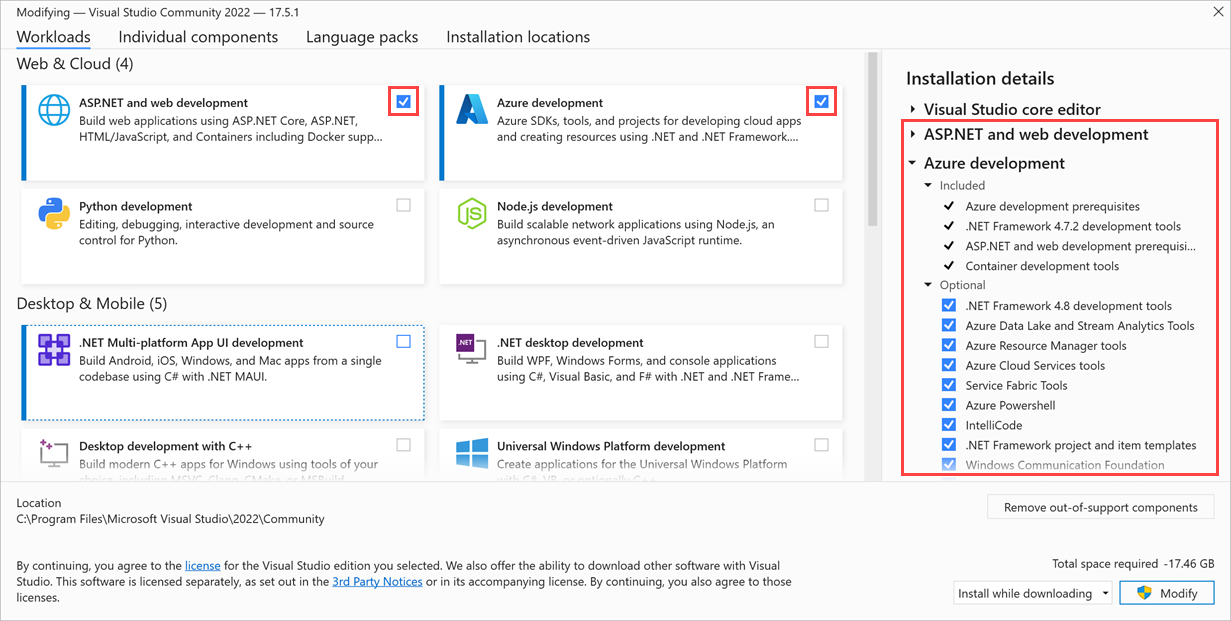 Modifying — Visual Studio Community 2022 — 17.5.1
Workloads Individual components Language packs Installation locations
Web & Cloud (4)
ASP.NET and web development
Build web applications using ASP.NET Core, ASP.NET,
HTML/JavaScript, and Containers including Docker supp...
Azure development
Azure SDKs, tools, and projects for developing cloud apps
and creating resources using .NET and .NET Framework....
Python development
Editing, debugging, interactive development and source
control for Python.
JS
Node.js development
Build scalable network applications using Node.js, an
asynchronous event-driven JavaScript runtime.
Desktop & Mobile (5)
.NET Multi-platform App UI development
Build Android, iOS, Windows, and Mac apps from a single
codebase using C# with .NET MAUI.
.NET
.NET desktop development
Build WPF, Windows Forms, and console applications
using C#, Visual Basic, and F# with .NET and .NET Frame...
Desktop development with C++
Build modern C++ apps for Windows using tools of your
choice, including MSVC, Clang, CMake, or MSBuild.
Universal Windows Platform development
Create applications for the Universal Windows Platform
with C#, VB, or optionally C++.
Installation details
Visual Studio core editor
ASP.NET and web development
Azure development
Included
Azure development prerequisites
.NET Framework 4.7.2 development tools
ASP.NET and web development prerequisi...
Container development tools
Optional
.NET Framework 4.8 development tools
Azure Data Lake and Stream Analytics Tools
Azure Resource Manager tools
Azure Cloud Services tools
Service Fabric Tools
Azure Powershell
IntelliCode
.NET Framework project and item templates
Windows Communication Foundation
Location
C:\Program Files\Microsoft Visual Studio\2022\Community
Remove out-of-support components
By continuing, you agree to the license for the Visual Studio edition you selected. We also offer the ability to download other software with Visual
Studio. This software is licensed separately, as set out in the 3rd Party Notices or in its accompanying license. By continuing, you also agree to those
licenses.
Total space required -17.46 GB
Install while downloading
Modify